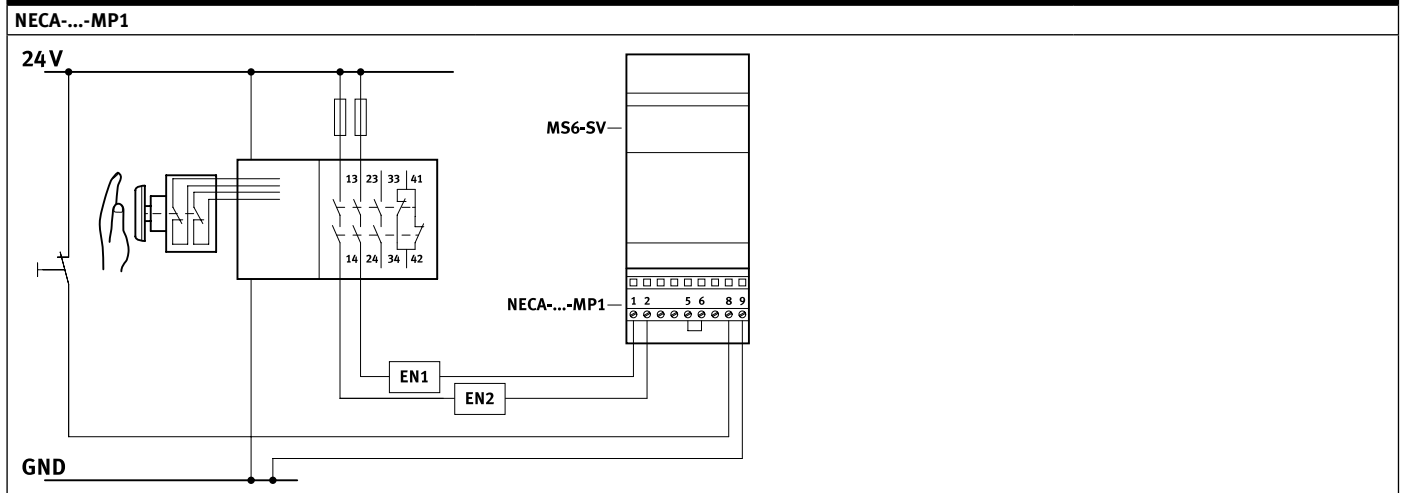 NECA-...-MP1
24 V
MS6-SV
13 23 33 41
14 24 34 42
NECA-...-MP1
1 2 5 6 8 9
EN1
EN2
GND